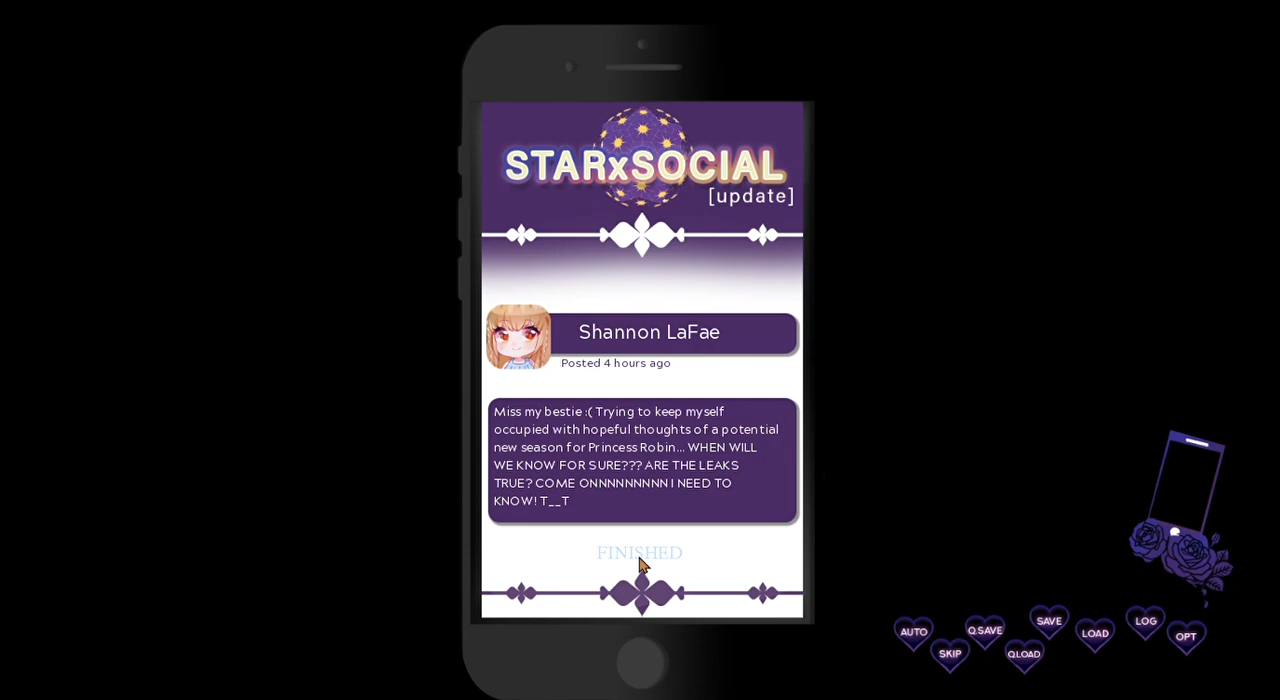 STARxSOCIAL
[update]
Shannon LaFae
Posted 4 hours ago
Miss my bestie :( Trying to keep myself
occupied with hopeful thoughts of a potential
new season for Princess Robin... WHEN WILL
WE KNOW FOR SURE??? ARE THE LEAKS
TRUE? COME ONNNNNNNNN I NEED TO
KNOW! T__T
FINISHED
AUTO
SKIP
Q.SAVE
Q.LOAD
SAVE
LOAD
LOG
OPT